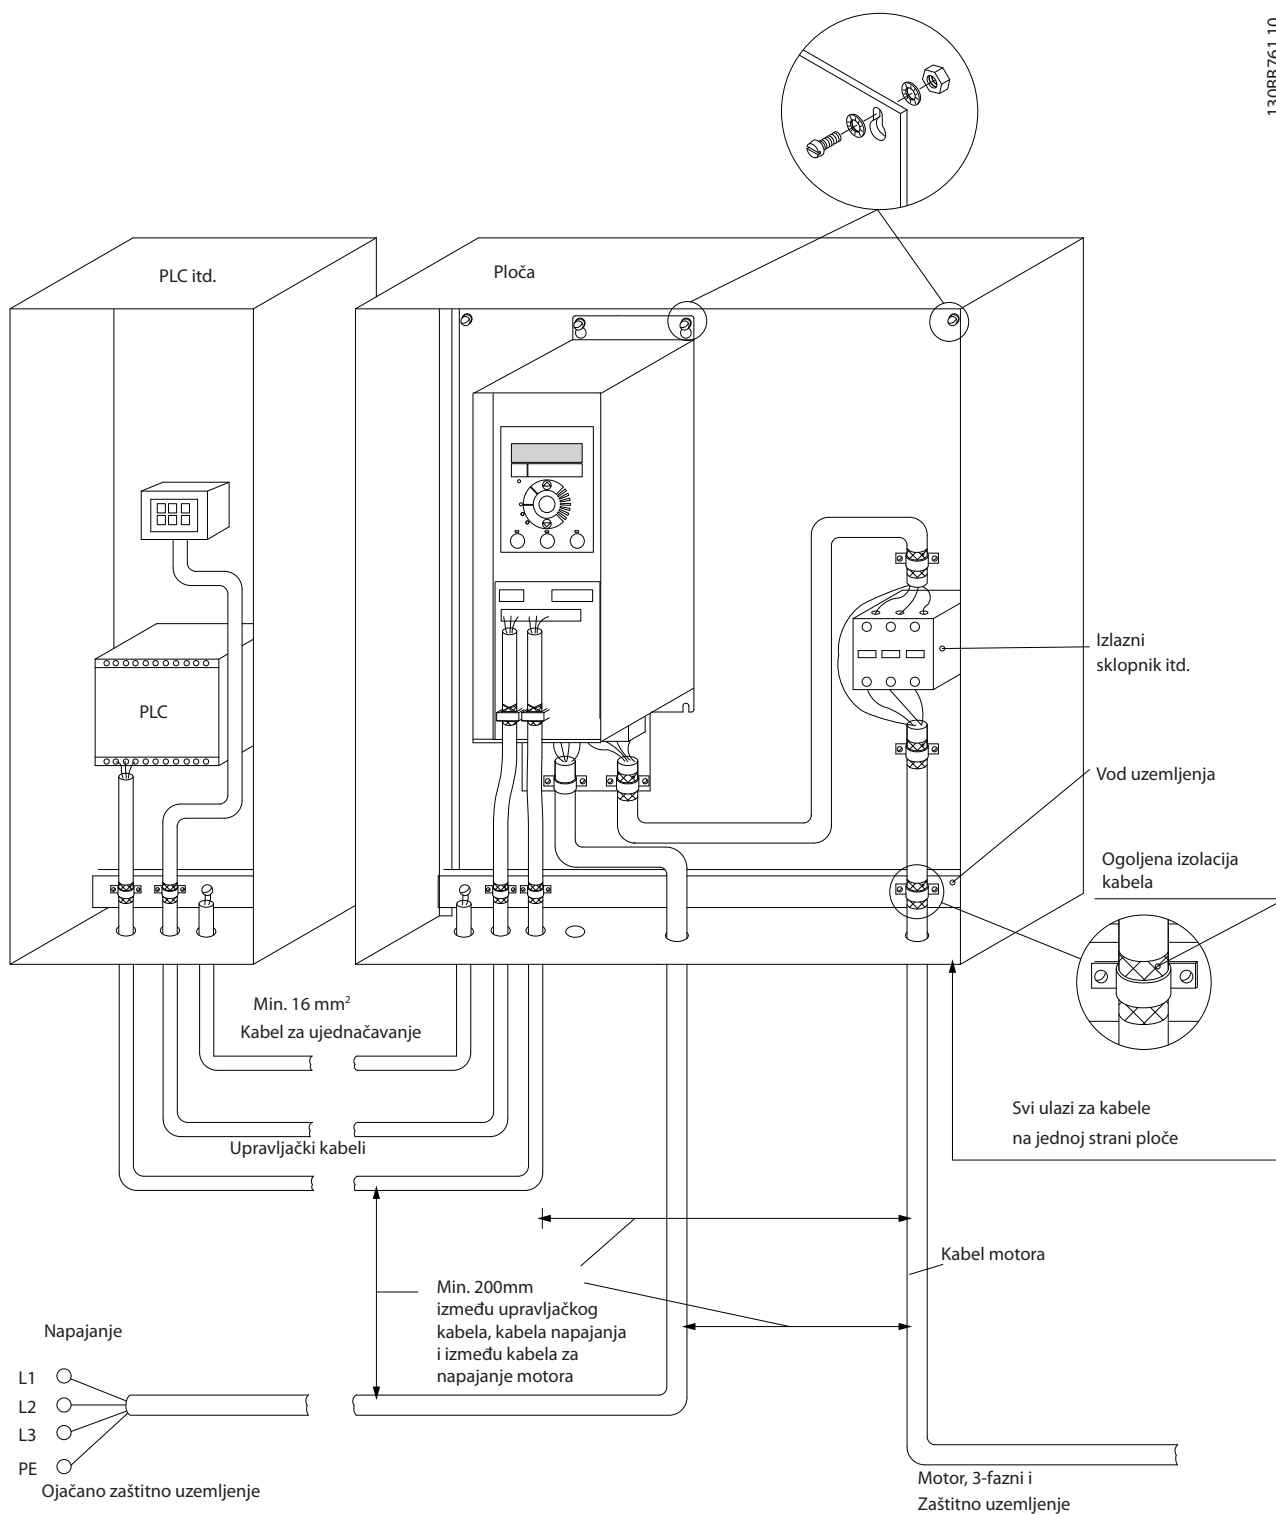 130BB761.10
PLC itd.
Ploča
PLC
Izlazni
sklopnik itd.
Vod uzemljenja
Ogoljena izolacija
kabela
Min. 16 mm²
Kabel za ujednačavanje
Svi ulazi za kabele
na jednoj strani ploče
Upravljački kabeli
Kabel motora
Min. 200mm
između upravljačkog
kabela, kabela napajanja
i između kabela za
napajanje motora
Napajanje
L1
L2
L3
PE
Ojačano zaštitno uzemljenje
Motor, 3-fazni i
Zaštitno uzemljenje